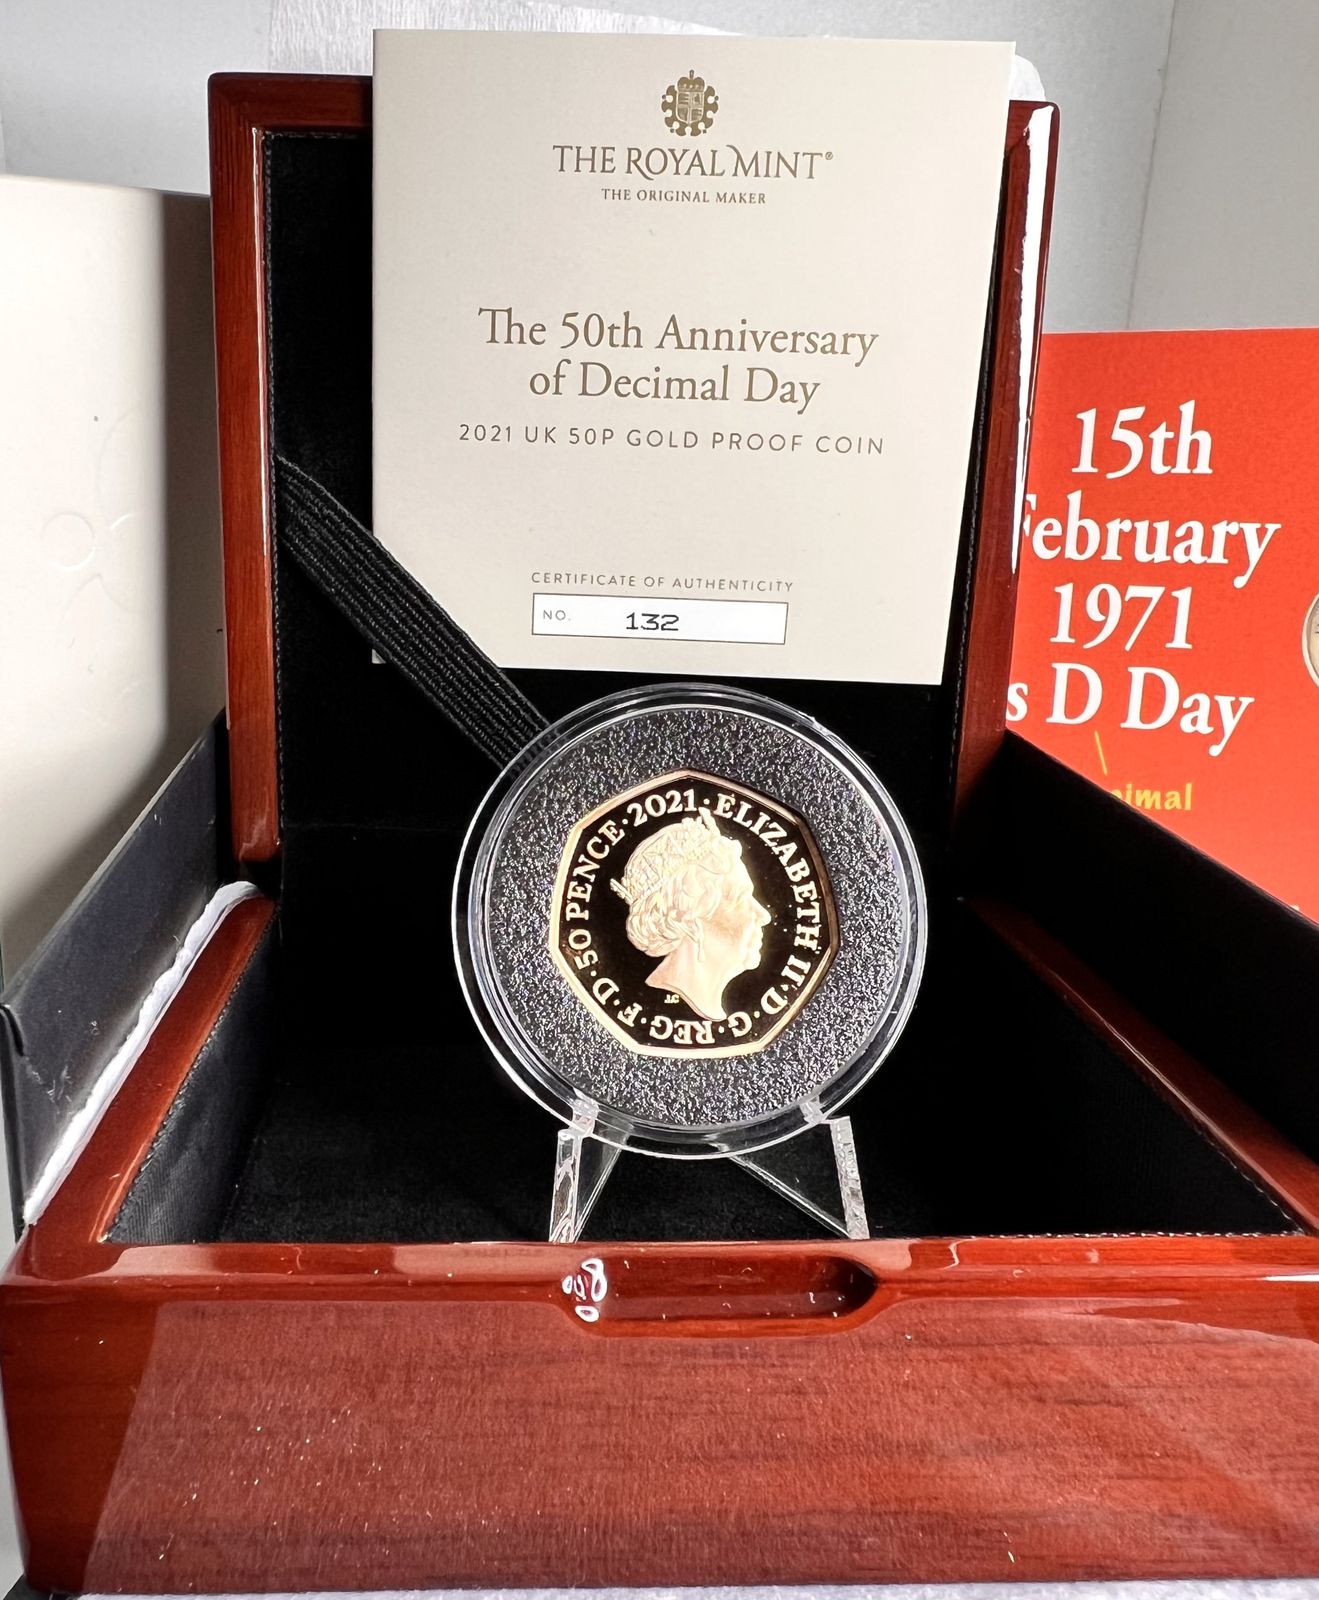 THE ROYAL MINT®
THE ORIGINAL MAKER
The 50th Anniversary
of Decimal Day
2021 UK 50P GOLD PROOF COIN
CERTIFICATE OF AUTHENTICITY
NO. 132
15th
February
1971
s D Day
cimal
ELIZABETH II·D·G·REG·F·D·50 PENCE·2021·